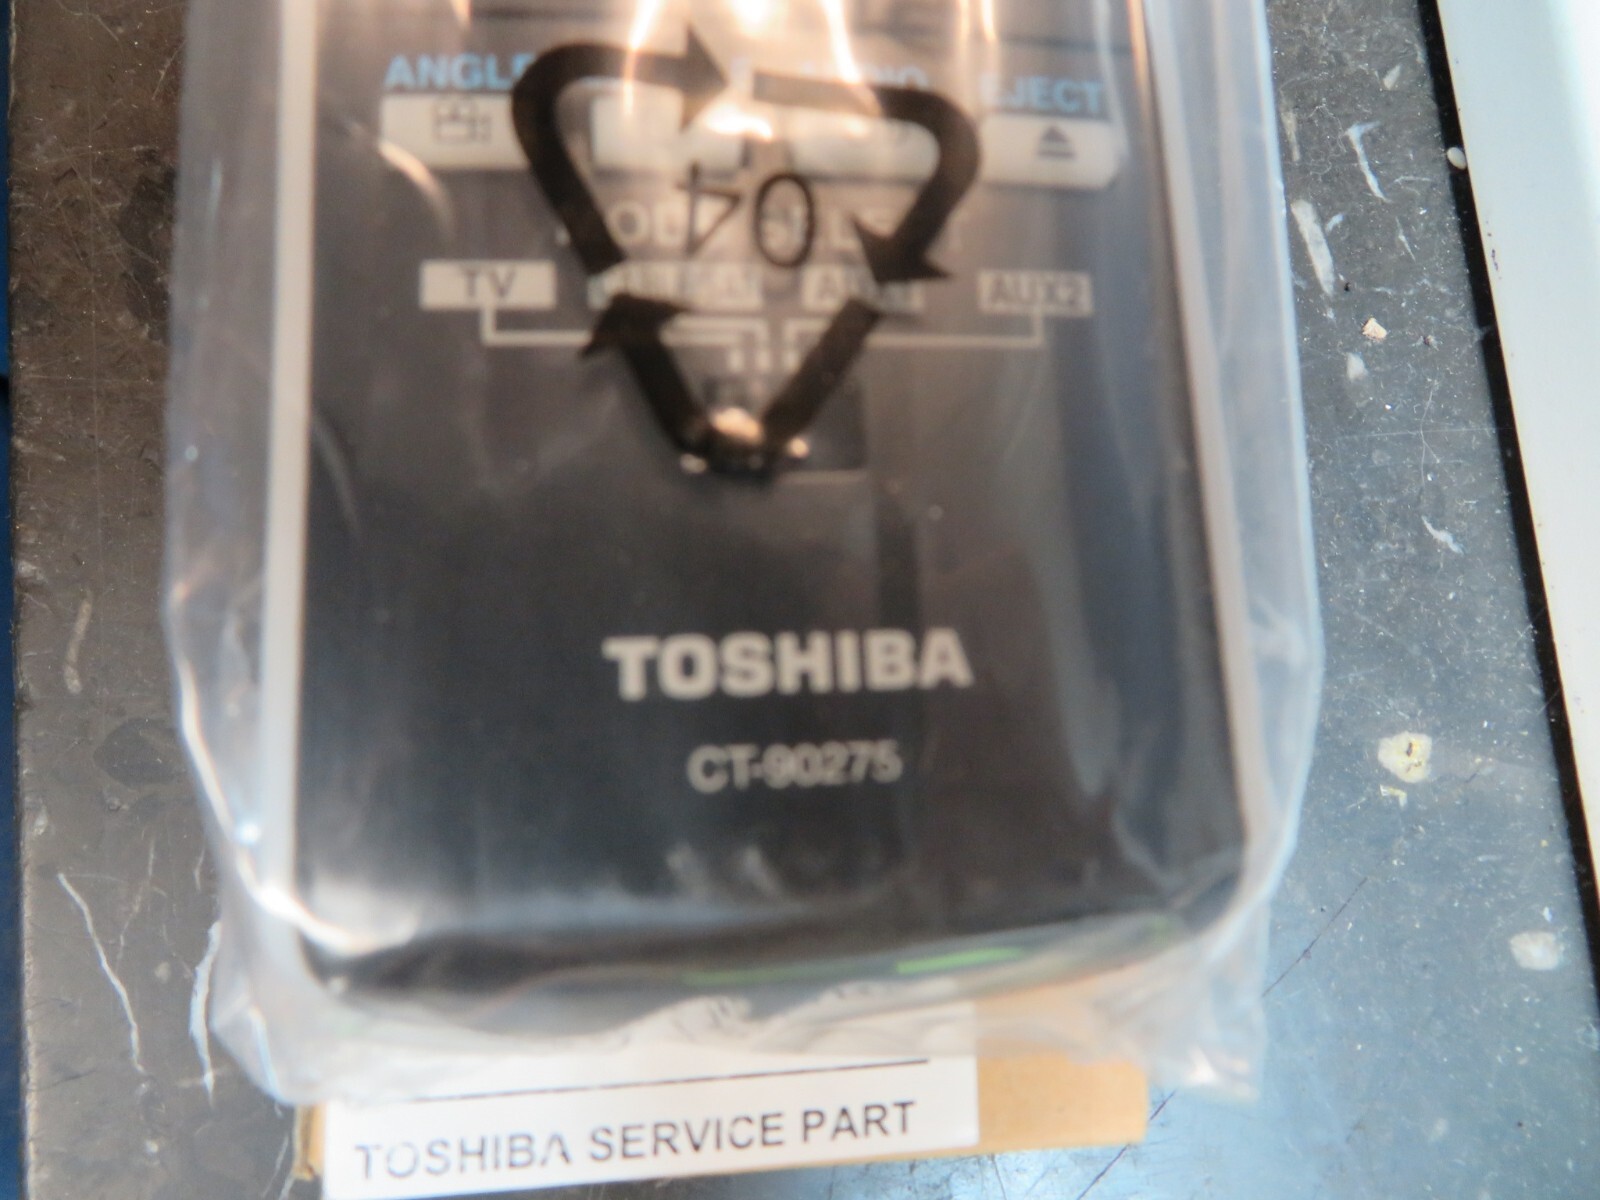 ANGLE EJECT
04
TV AUX2
TOSHIBA
CT-90275
TOSHIBA SERVICE PART